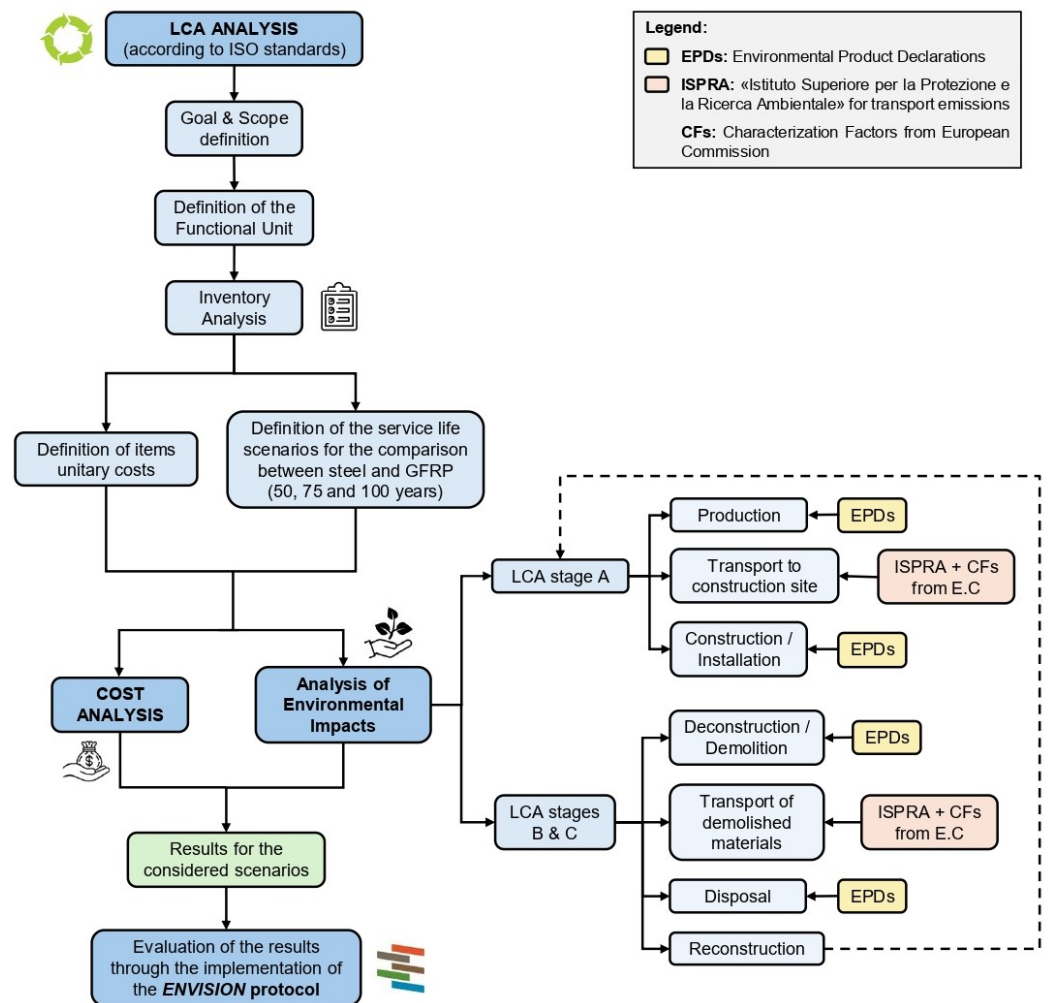 LCA ANALYSIS
(according to ISO standards)
Legend:
EPDs: Environmental Product Declarations
ISPRA: «Istituto Superiore per la Protezione e
la Ricerca Ambientale» for transport emissions
CFs: Characterization Factors from European
Commission
Goal & Scope
definition
Definition of the
Functional Unit
Inventory
Analysis
Definition of items
unitary costs
Definition of the service life
scenarios for the comparison
between steel and GFRP
(50, 75 and 100 years)
LCA stage A
Production
EPDs
Transport to
construction site
ISPRA + CFs
from E.C
Construction /
Installation
EPDs
COST
ANALYSIS
$
Analysis of
Environmental
Impacts
LCA stages
B & C
Deconstruction /
Demolition
EPDs
Transport of
demolished
materials
ISPRA + CFs
from E.C
Disposal
EPDs
Reconstruction
Results for the
considered scenarios
Evaluation of the results
through the implementation of
the ENVISION protocol